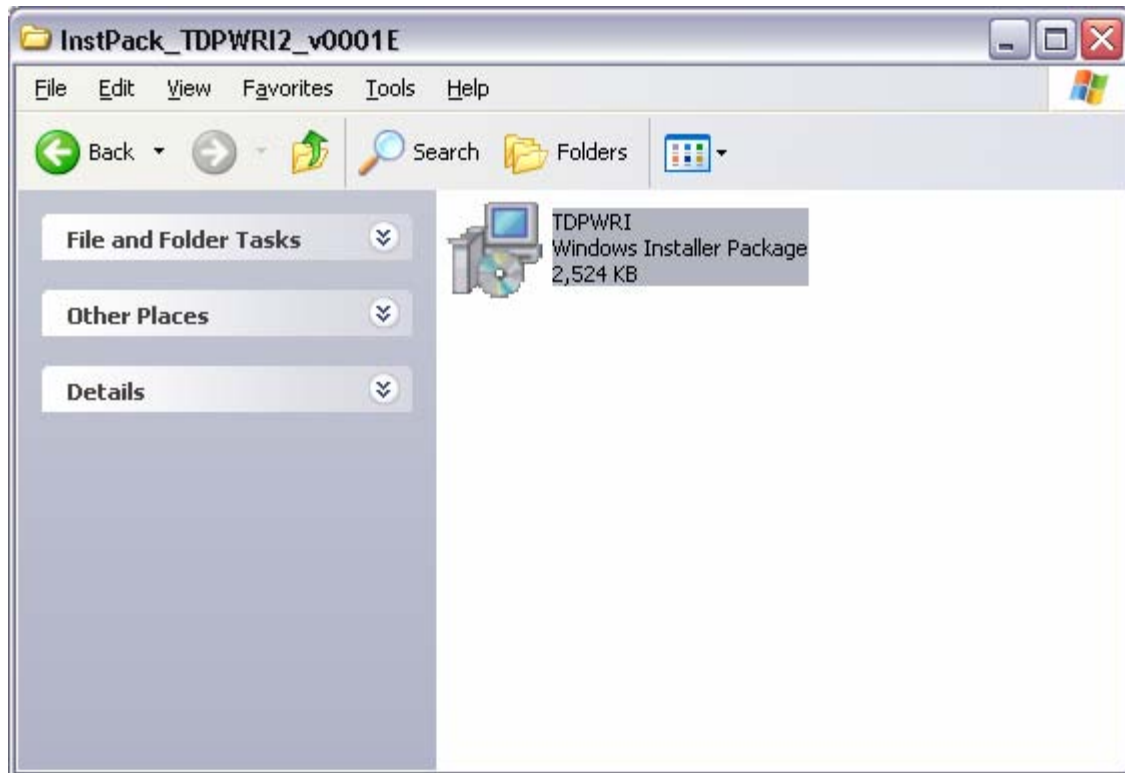 InstPack_TDPWRI2_v0001E
File Edit View Favorites Tools Help
Back Search Folders
File and Folder Tasks
Other Places
Details
TDPWRI
Windows Installer Package
2,524 KB